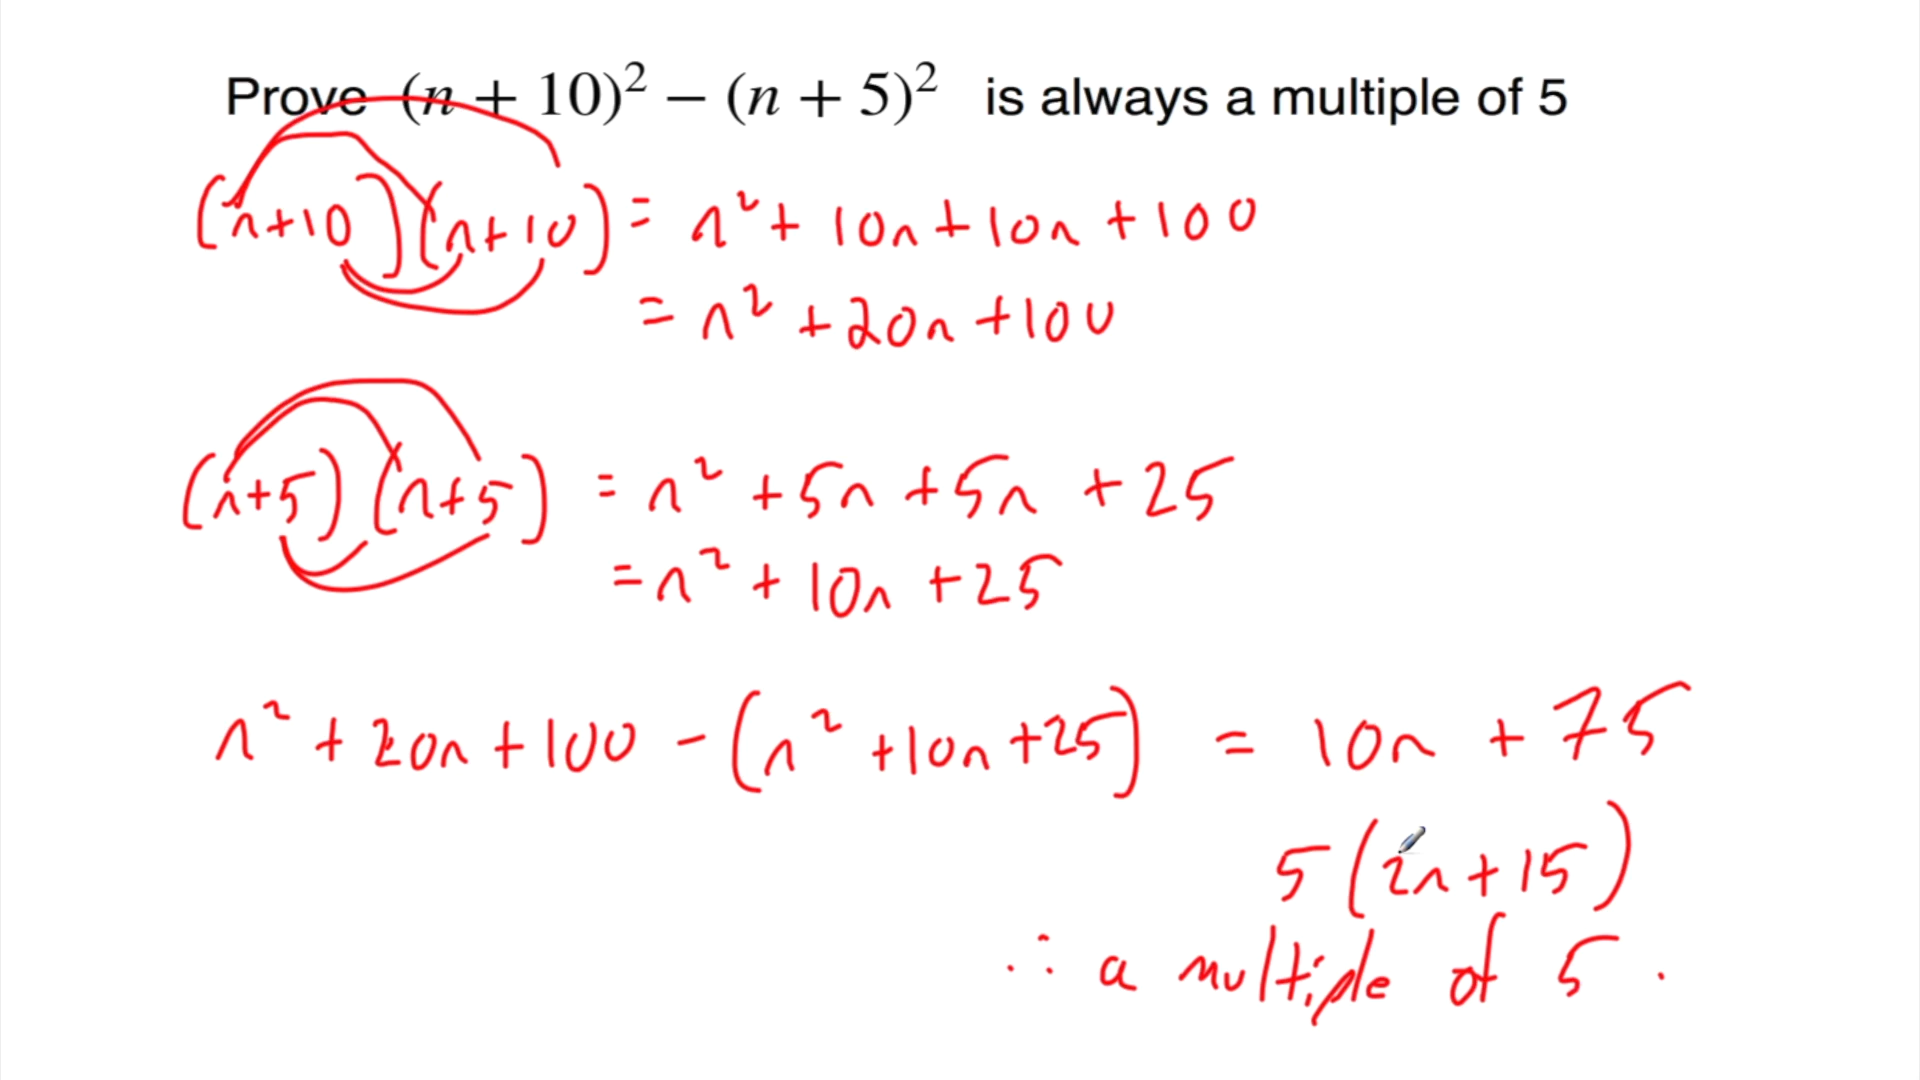 Prove (n + 10)² − (n + 5)² is always a multiple of 5
(n+10)(n+10) = n² + 10n + 10n + 100
= n² + 20n + 100
(n+5)(n+5) = n² + 5n + 5n + 25
= n² + 10n + 25
n² + 20n + 100 − (n² + 10n + 25) = 10n + 75
5(2n + 15)
∴ a multiple of 5.